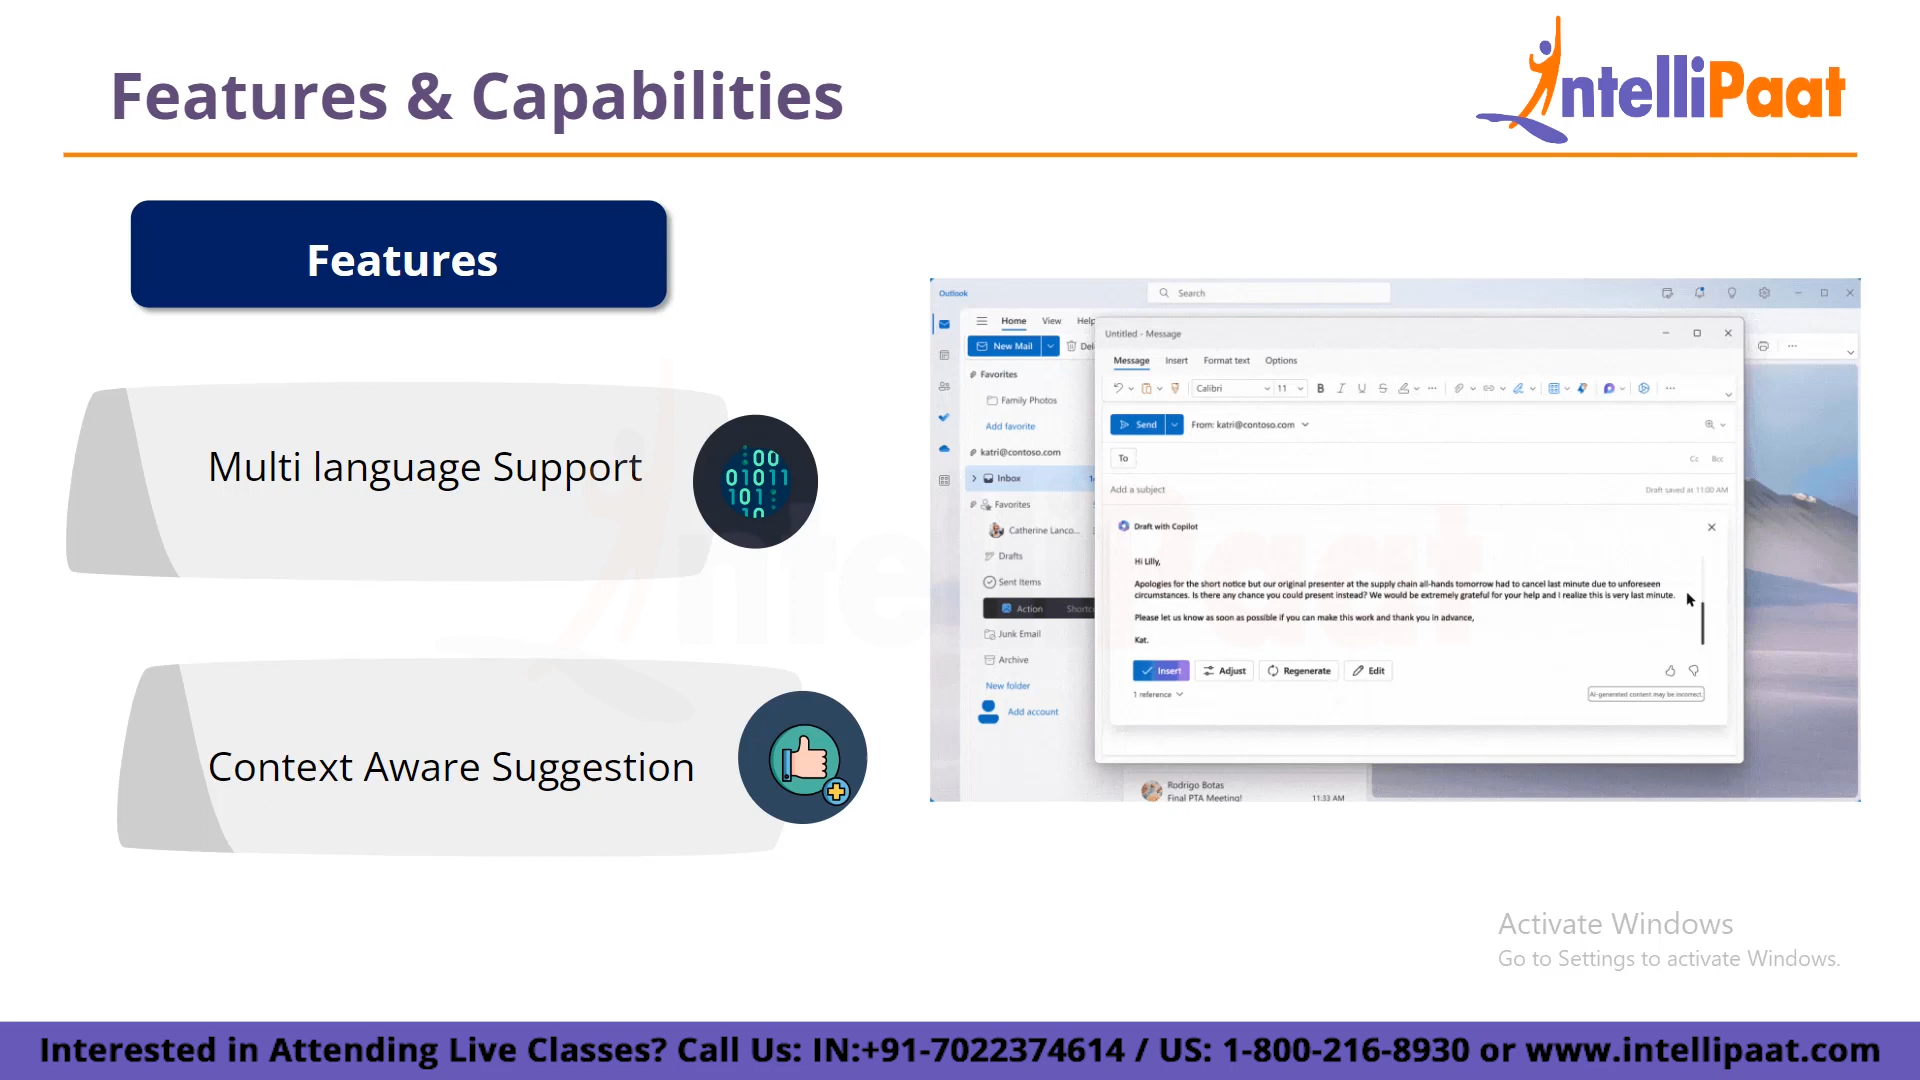 Features & Capabilities
IntelliPaat
Features
Multi language Support
Context Aware Suggestion
Outlook
Search
Home View Help
New Mail
Favorites
Family Photos
Add favorite
katri@contoso.com
Inbox
Favorites
Catherine Lanco...
Drafts
Sent Items
Action
Junk Email
Archive
New folder
Add account
Untitled - Message
Message Insert Format text Options
Calibri 11 B I U S
Send From: katri@contoso.com
To Cc Bcc
Add a subject Draft saved at 11:00 AM
Draft with Copilot
Hi Lilly,
Apologies for the short notice but our original presenter at the supply chain all-hands tomorrow had to cancel last minute due to unforeseen
circumstances. Is there any chance you could present instead? We would be extremely grateful for your help and I realize this is very last minute.
Please let us know as soon as possible if you can make this work and thank you in advance,
Kat.
Insert Adjust Regenerate Edit
1 reference
AI-generated content may be incorrect.
Rodrigo Botas
Final PTA Meeting! 11:33 AM
Activate Windows
Go to Settings to activate Windows.
Interested in Attending Live Classes? Call Us: IN:+91-7022374614 / US: 1-800-216-8930 or www.intellipaat.com